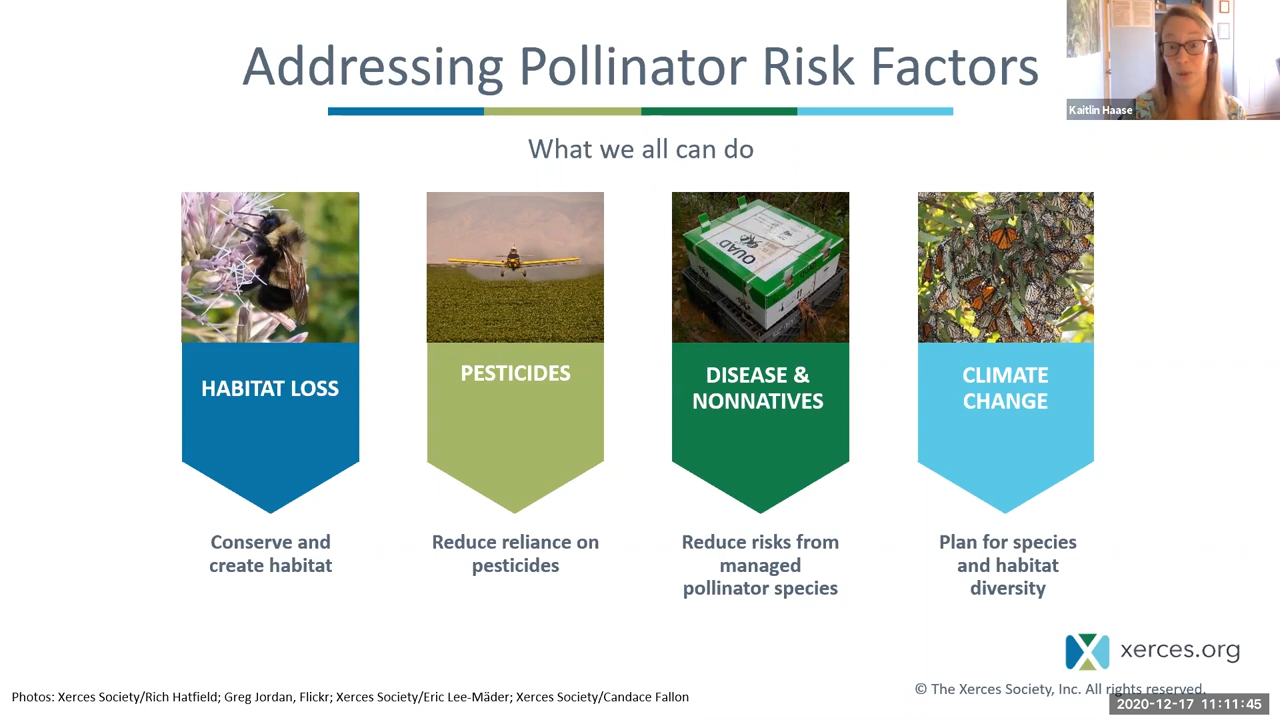 Addressing Pollinator Risk Factors
Kaitlin Haase
What we all can do
QUAD
HABITAT LOSS
PESTICIDES
DISEASE &
NONNATIVES
CLIMATE
CHANGE
Conserve and
create habitat
Reduce reliance on
pesticides
Reduce risks from
managed
pollinator species
Plan for species
and habitat
diversity
xerces.org
Photos: Xerces Society/Rich Hatfield; Greg Jordan, Flickr; Xerces Society/Eric Lee-Mäder; Xerces Society/Candace Fallon
© The Xerces Society, Inc. All rights reserved.
2020-12-17 11:11:45